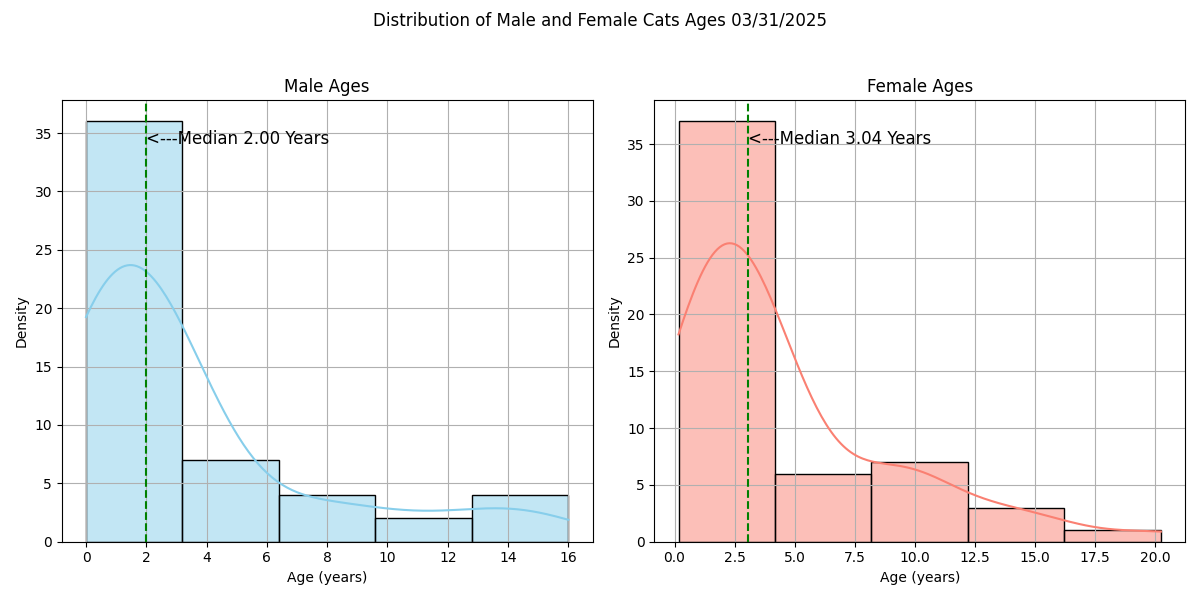 Distribution of Male and Female Cats Ages 03/31/2025
Male Ages
Density
35
30
25
20
15
10
5
0
<---Median 2.00 Years
0 2 4 6 8 10 12 14 16
Age (years)
Female Ages
Density
35
30
25
20
15
10
5
0
<---Median 3.04 Years
0.0 2.5 5.0 7.5 10.0 12.5 15.0 17.5 20.0
Age (years)